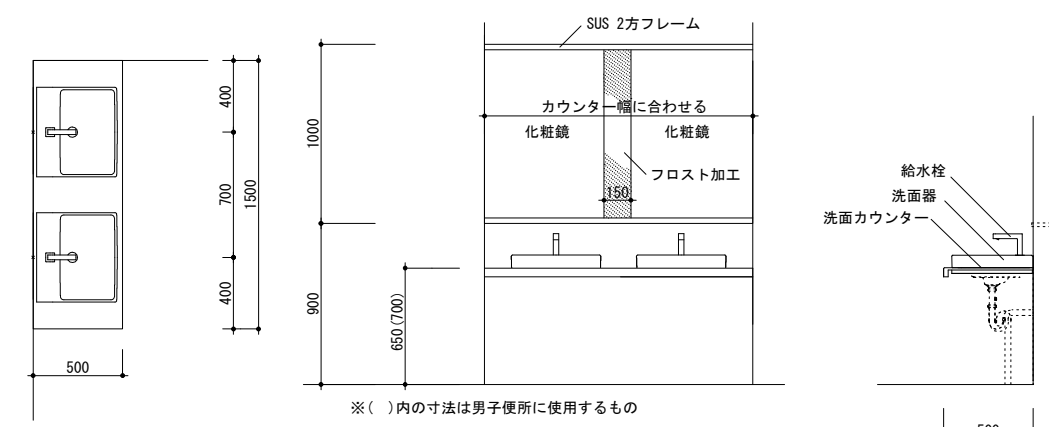 400
700
1500
400
500
SUS 2方フレーム
1000
カウンター幅に合わせる
化粧鏡
化粧鏡
フロスト加工
150
900
650(700)
※( )内の寸法は男子便所に使用するもの
給水栓
洗面器
洗面カウンター